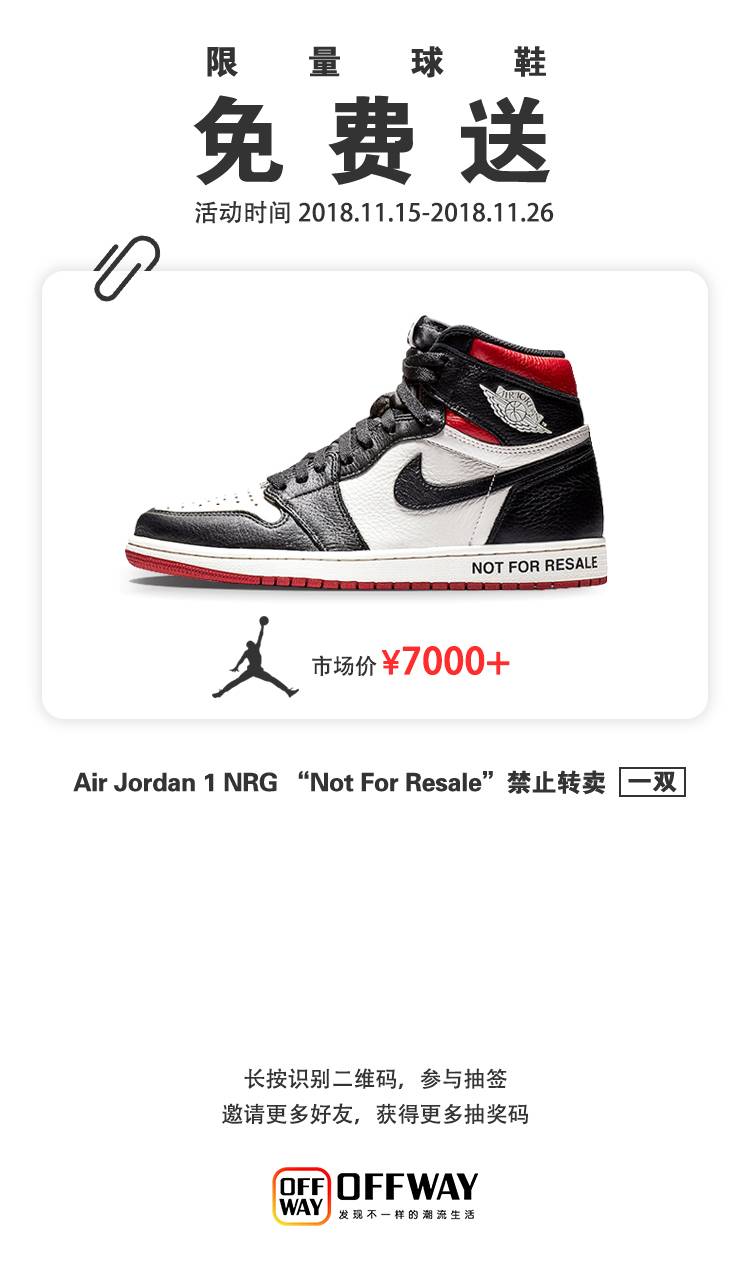 限量球鞋
免费送
活动时间 2018.11.15-2018.11.26
AIR JORDAN
NOT FOR RESALE
市场价 ¥7000+
Air Jordan 1 NRG “Not For Resale” 禁止转卖 一双
长按识别二维码，参与抽签
邀请更多好友，获得更多抽奖码
OFF WAY OFFWAY
发现不一样的潮流生活